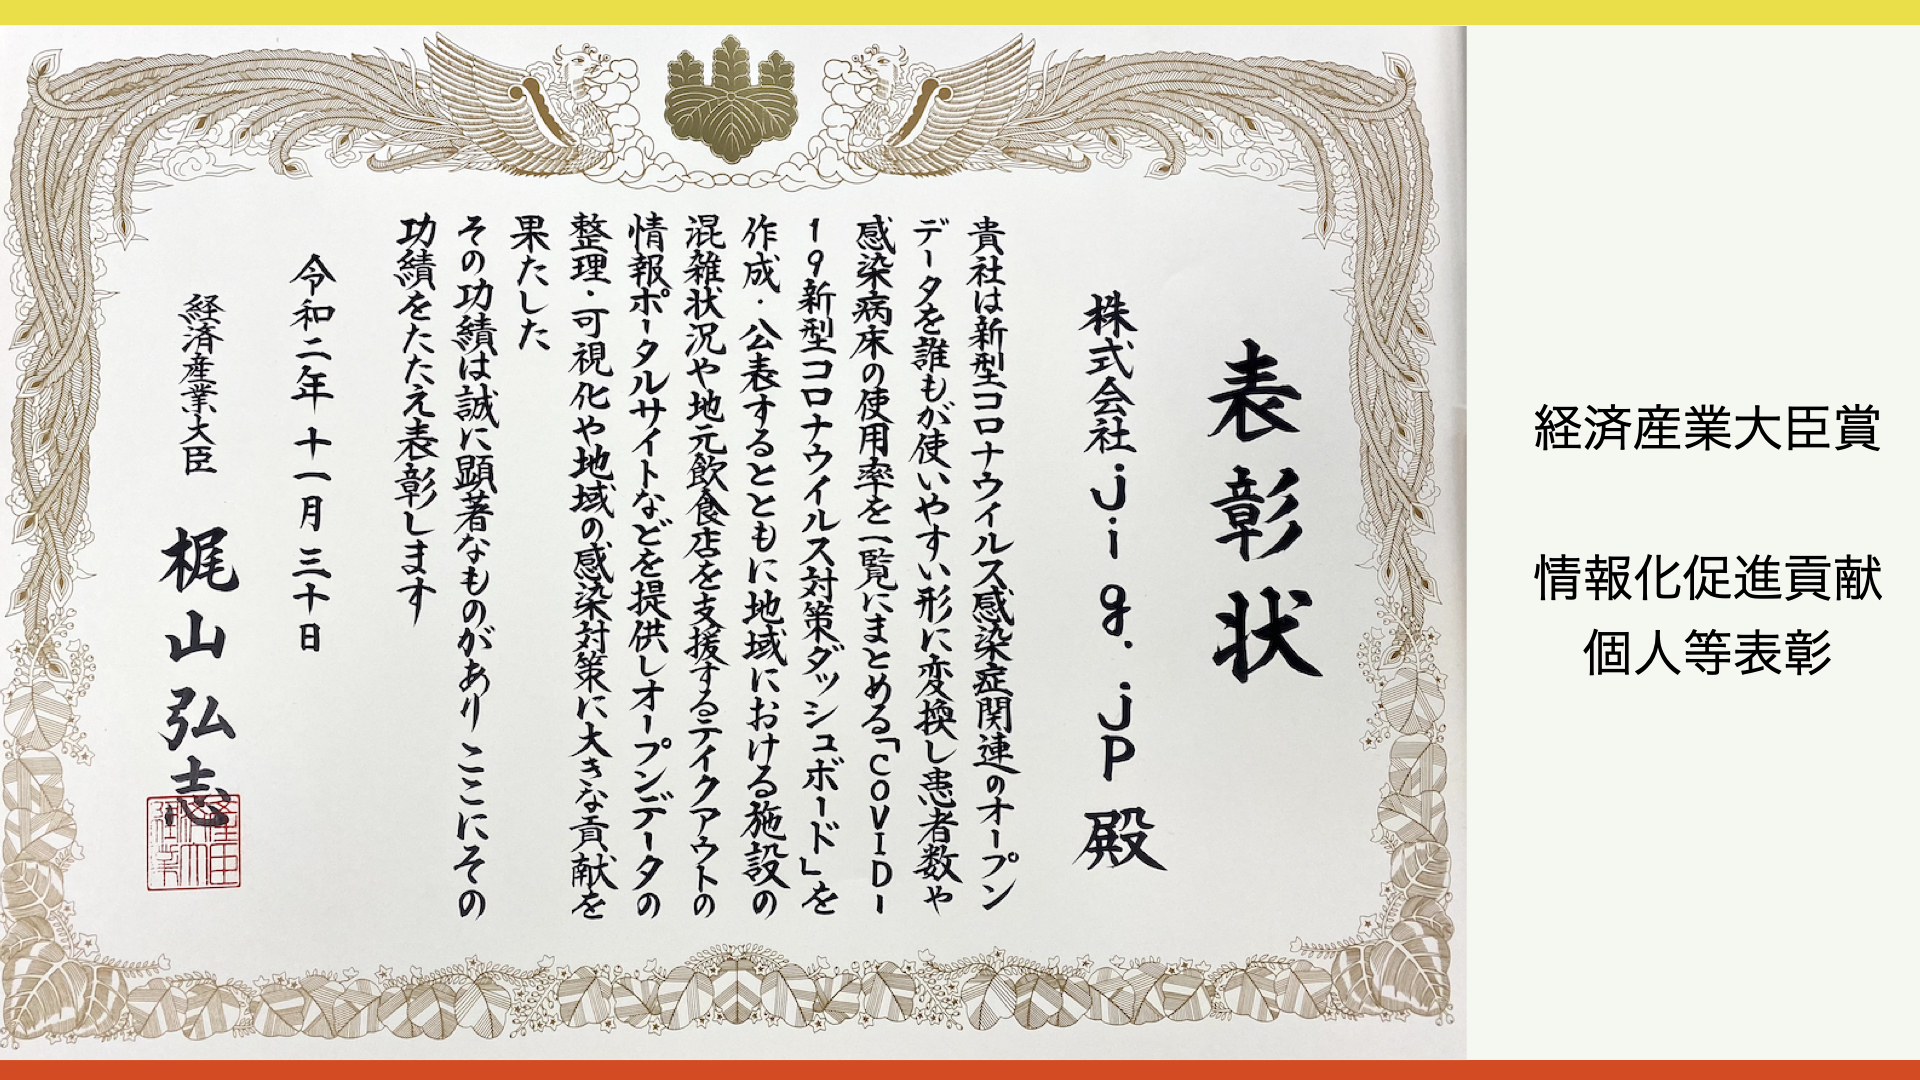 表彰状
株式会社jig.jp殿
貴社は新型コロナウィルス感染症関連のオープン
データを誰もが使いやすい形に変換し患者数や
感染病床の使用率を一覧にまとめる「COVID-
19新型コロナウイルス対策ダッシュボード」を
作成・公表するとともに地域における施設の
混雑状況や地元飲食店を支援するテイクアウトの
情報ポータルサイトなどを提供しオープンデータの
整理・可視化や地域の感染対策に大きな貢献を
果たした
その功績は誠に顕著なものがありここにその
功績をたたえ表彰します
令和二年十一月三十日
経済産業大臣 梶山弘志
経済産業大臣賞
情報化促進貢献
個人等表彰